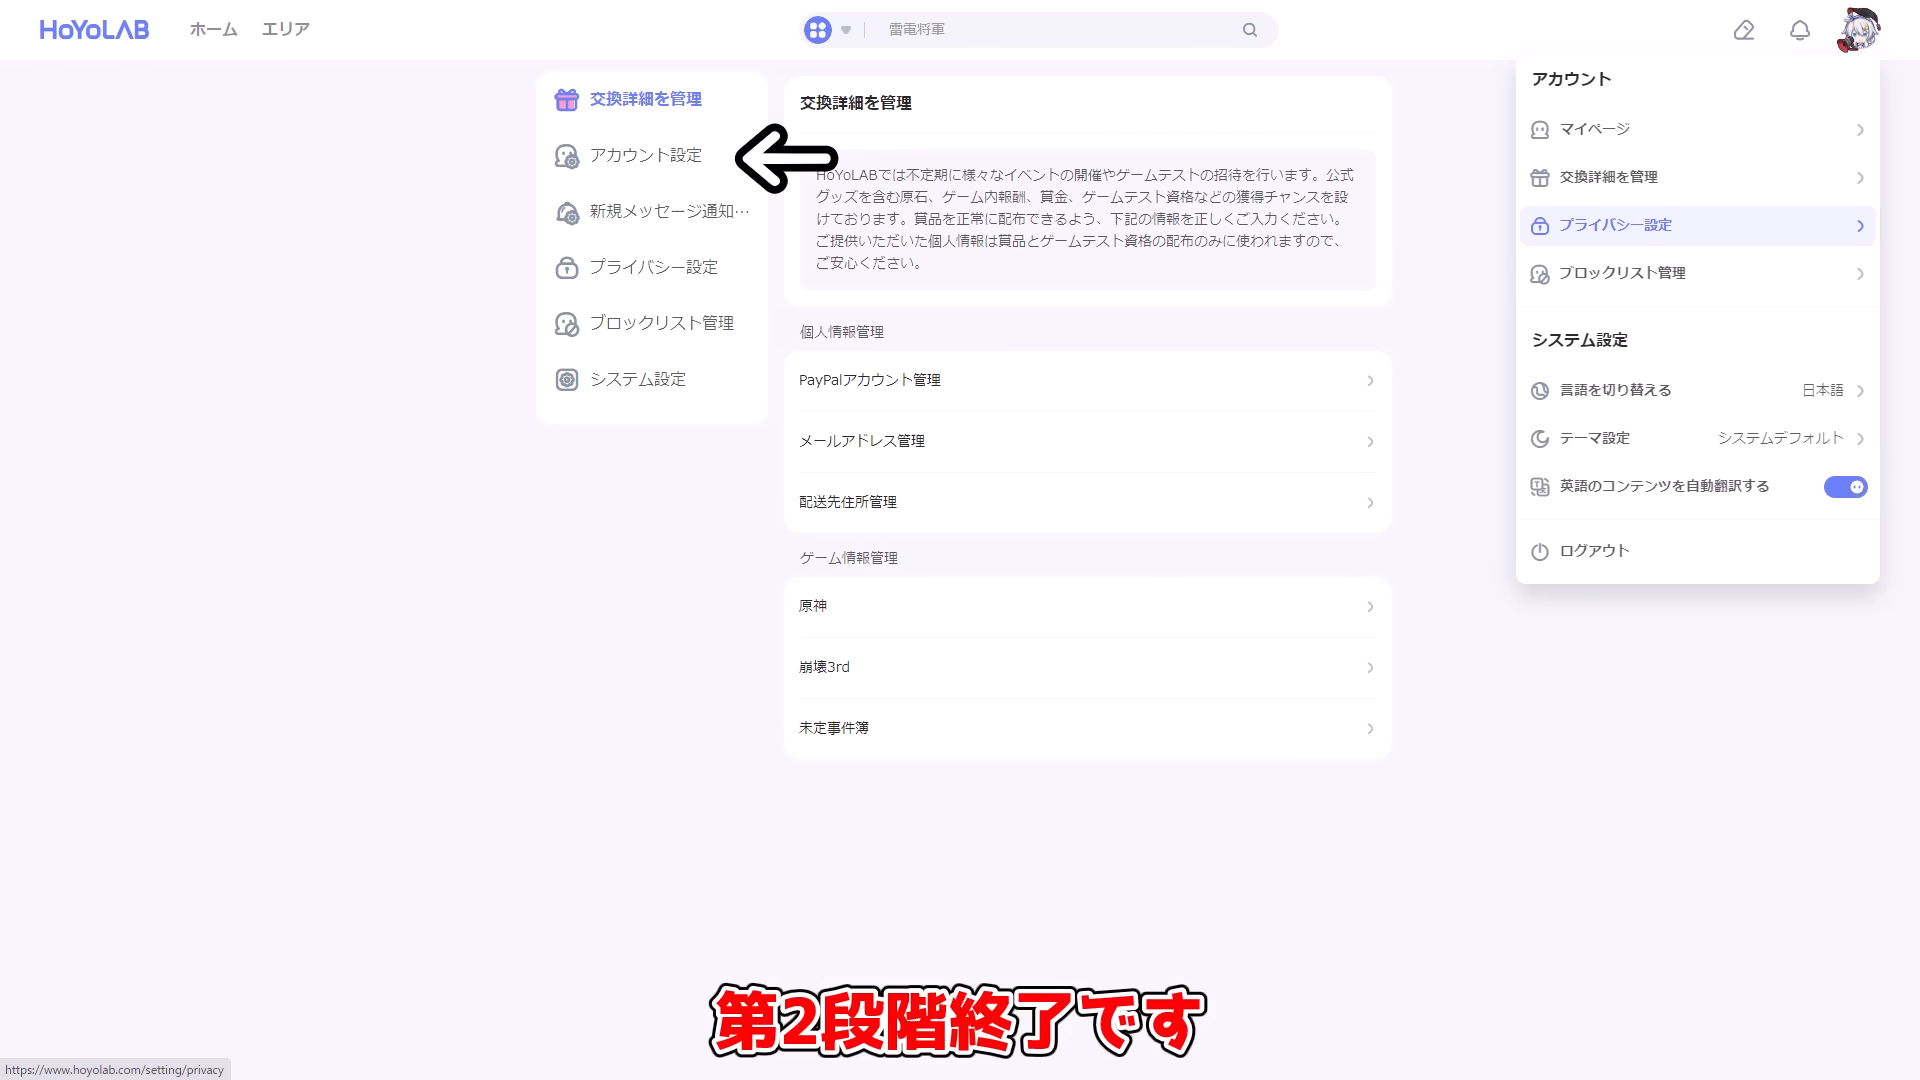 HoYoLAB
ホーム
エリア
雷電将軍
交換詳細を管理
アカウント設定
新規メッセージ通知…
プライバシー設定
ブロックリスト管理
システム設定
交換詳細を管理
HoYoLABでは不定期に様々なイベントの開催やゲームテストの招待を行います。公式
グッズを含む原石、ゲーム内報酬、賞金、ゲームテスト資格などの獲得チャンスを設
けております。賞品を正常に配布できるよう、下記の情報を正しくご入力ください。
ご提供いただいた個人情報は賞品とゲームテスト資格の配布のみに使われますので、
ご安心ください。
個人情報管理
PayPalアカウント管理
メールアドレス管理
配送先住所管理
ゲーム情報管理
原神
崩壊3rd
未定事件簿
アカウント
マイページ
交換詳細を管理
プライバシー設定
ブロックリスト管理
システム設定
言語を切り替える 日本語
テーマ設定 システムデフォルト
英語のコンテンツを自動翻訳する
ログアウト
第2段階終了です
https://www.hoyolab.com/setting/privacy